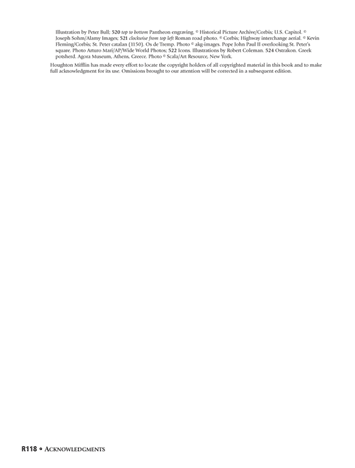 Illustration by Peter Bull; 520 top to bottom Pantheon engraving. © Historical Picture Archive/Corbis; U.S. Capitol. ©
Joseph Sohm/Alamy Images; 521 clockwise from top left Roman road photo. © Corbis; Highway interchange aerial. © Kevin
Fleming/Corbis; St. Peter catalan (1150). Os de Tremp. Photo © akg-images; Pope John Paul II overlooking St. Peter's
square. Photo Arturo Mari/AP/Wide World Photos; 522 Icons. Illustrations by Robert Coleman. 524 Ostrakon. Greek
potsherd. Agora Museum, Athens, Greece. Photo © Scala/Art Resource, New York.
Houghton Mifflin has made every effort to locate the copyright holders of all copyrighted material in this book and to make
full acknowledgment for its use. Omissions brought to our attention will be corrected in a subsequent edition.
R118 • ACKNOWLEDGMENTS